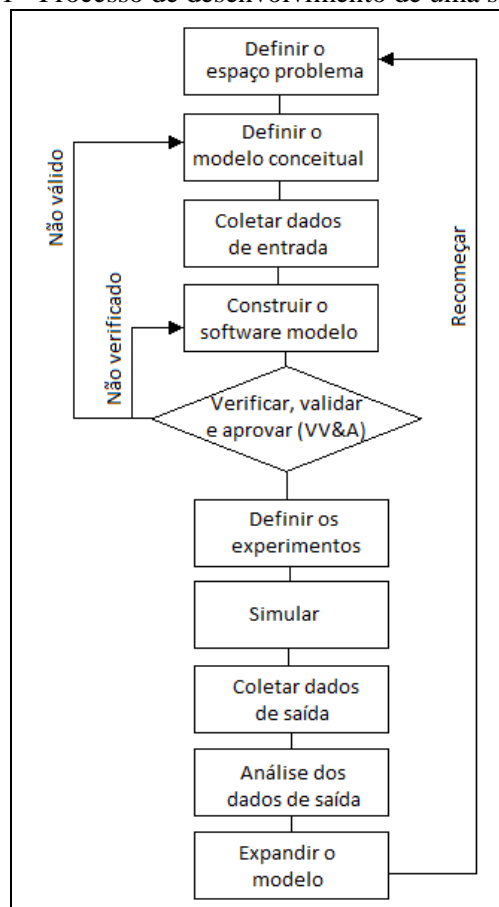 1 - Processo de desenvolvimento de uma s
Definir o
espaço problema
Definir o
modelo conceitual
Coletar dados
de entrada
Construir o
software modelo
Verificar, validar
e aprovar (VV&A)
Não válido
Não verificado
Recomeçar
Definir os
experimentos
Simular
Coletar dados
de saída
Análise dos
dados de saída
Expandir o
modelo